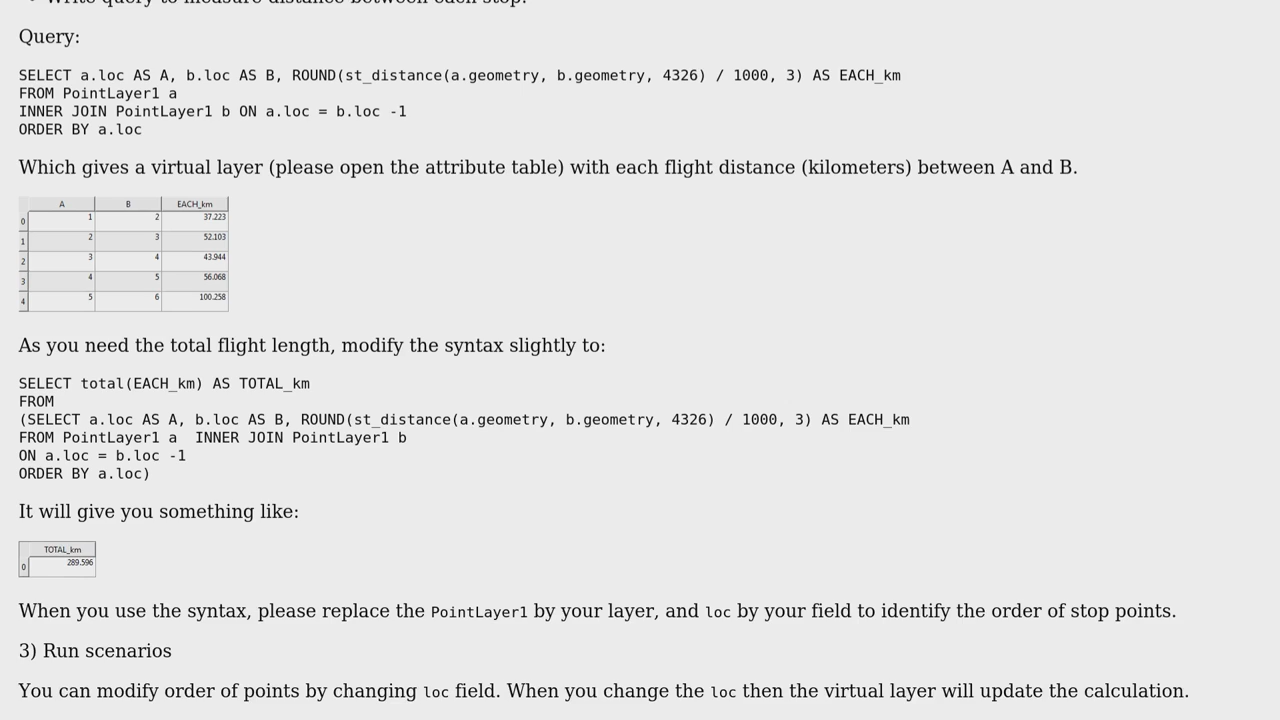 Write query to measure distance between each stop.
Query:
SELECT a.loc AS A, b.loc AS B, ROUND(st_distance(a.geometry, b.geometry, 4326) / 1000, 3) AS EACH_km
FROM PointLayer1 a
INNER JOIN PointLayer1 b ON a.loc = b.loc -1
ORDER BY a.loc
Which gives a virtual layer (please open the attribute table) with each flight distance (kilometers) between A and B.
A B EACH_km
0 1 2 37.223
1 2 3 52.103
2 3 4 43.944
3 4 5 56.068
4 5 6 100.258
As you need the total flight length, modify the syntax slightly to:
SELECT total(EACH_km) AS TOTAL_km
FROM
(SELECT a.loc AS A, b.loc AS B, ROUND(st_distance(a.geometry, b.geometry, 4326) / 1000, 3) AS EACH_km
FROM PointLayer1 a  INNER JOIN PointLayer1 b
ON a.loc = b.loc -1
ORDER BY a.loc)
It will give you something like:
TOTAL_km
0 289.596
When you use the syntax, please replace the PointLayer1 by your layer, and loc by your field to identify the order of stop points.
3) Run scenarios
You can modify order of points by changing loc field. When you change the loc then the virtual layer will update the calculation.